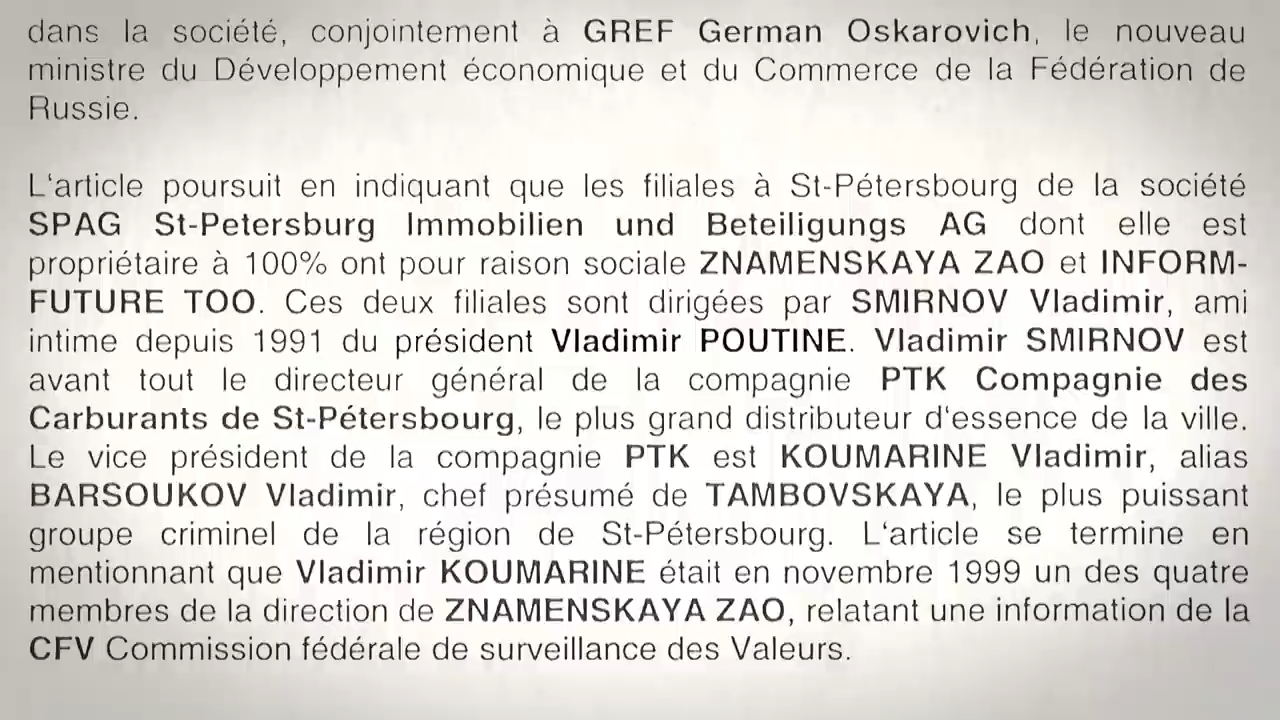 dans la société, conjointement à GREF German Oskarovich, le nouveau
ministre du Développement économique et du Commerce de la Fédération de
Russie.
L‘article poursuit en indiquant que les filiales à St-Pétersbourg de la société
SPAG St-Petersburg Immobilien und Beteiligungs AG dont elle est
propriétaire à 100% ont pour raison sociale ZNAMENSKAYA ZAO et INFORM-
FUTURE TOO. Ces deux filiales sont dirigées par SMIRNOV Vladimir, ami
intime depuis 1991 du président Vladimir POUTINE. Vladimir SMIRNOV est
avant tout le directeur général de la compagnie PTK Compagnie des
Carburants de St-Pétersbourg, le plus grand distributeur d‘essence de la ville.
Le vice président de la compagnie PTK est KOUMARINE Vladimir, alias
BARSOUKOV Vladimir, chef présumé de TAMBOVSKAYA, le plus puissant
groupe criminel de la région de St-Pétersbourg. L‘article se termine en
mentionnant que Vladimir KOUMARINE était en novembre 1999 un des quatre
membres de la direction de ZNAMENSKAYA ZAO, relatant une information de la
CFV Commission fédérale de surveillance des Valeurs.